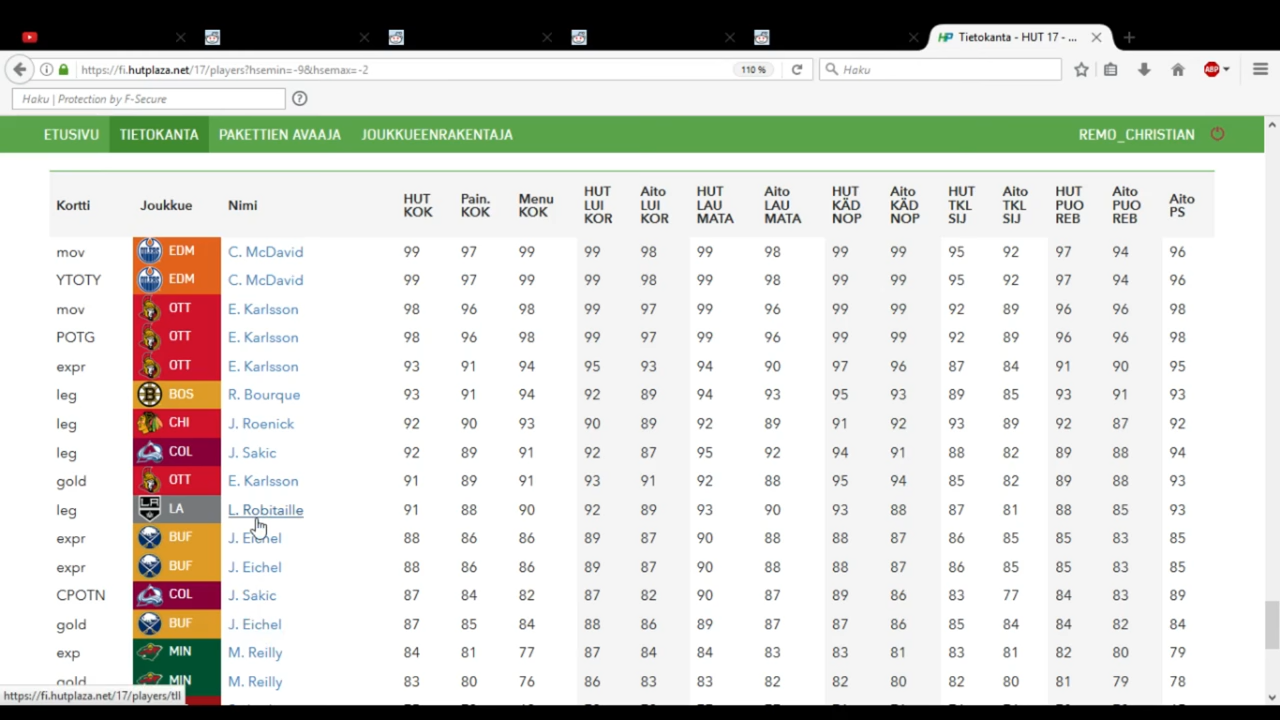 Tietokanta - HUT 17 - ...
https://fi.hutplaza.net/17/players?hsemin=-9&hsemax=-2
110 %
Haku
ABP
Haku | Protection by F-Secure
ETUSIVU TIETOKANTA PAKETTIEN AVAAJA JOUKKUEENRAKENTAJA REMO_CHRISTIAN
Kortti Joukkue Nimi HUT KOK Pain. KOK Menu KOK HUT LUI KOR Aito LUI KOR HUT LAU MATA Aito LAU MATA HUT KÄD NOP Aito KÄD NOP HUT TKL SIJ Aito TKL SIJ HUT PUO REB Aito PUO REB Aito PS
mov EDM C. McDavid 99 97 99 99 98 99 98 99 99 95 92 97 94 96
YTOTY EDM C. McDavid 99 97 99 99 98 99 98 99 99 95 92 97 94 96
mov OTT E. Karlsson 98 96 98 99 97 99 96 99 99 92 89 96 96 98
POTG OTT E. Karlsson 98 96 98 99 97 99 96 99 99 92 89 96 96 98
expr OTT E. Karlsson 93 91 94 95 93 94 90 97 96 87 84 91 90 95
leg BOS R. Bourque 93 91 94 92 89 94 93 95 93 89 85 93 91 93
leg CHI J. Roenick 92 90 93 90 89 92 89 91 92 93 89 92 87 92
leg COL J. Sakic 92 89 91 92 87 95 92 94 91 88 82 89 88 94
gold OTT E. Karlsson 91 89 91 93 91 92 88 95 94 85 82 89 88 93
leg LA L. Robitaille 91 88 90 92 89 93 90 93 88 87 81 88 85 93
expr BUF J. Eichel 88 86 86 89 87 90 88 88 87 86 85 85 83 85
expr BUF J. Eichel 88 86 86 89 87 90 88 88 87 86 85 85 83 85
CPOTN COL J. Sakic 87 84 82 87 82 90 87 89 86 83 77 84 83 89
gold BUF J. Eichel 87 85 84 88 86 89 87 87 86 85 84 84 82 84
exp MIN M. Reilly 84 81 77 87 84 84 83 83 81 83 81 82 80 79
gold MIN M. Reilly 83 80 76 86 83 83 82 82 80 82 80 81 79 78
https://fi.hutplaza.net/17/players/tll